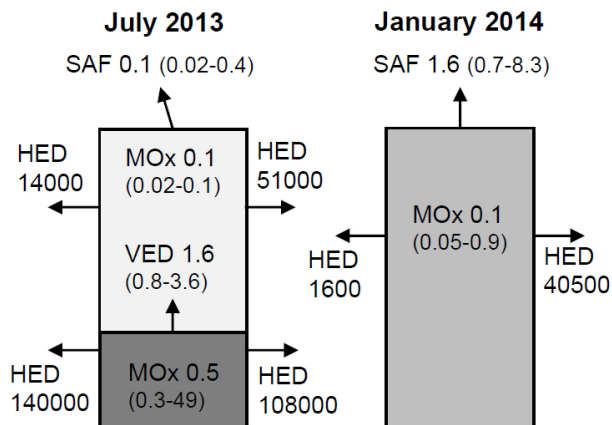 July 2013
SAF 0.1 (0.02-0.4)
HED
14000
MOx 0.1
(0.02-0.1)
HED
51000
VED 1.6
(0.8-3.6)
HED
140000
MOx 0.5
(0.3-49)
HED
108000
January 2014
SAF 1.6 (0.7-8.3)
MOx 0.1
(0.05-0.9)
HED
1600
HED
40500